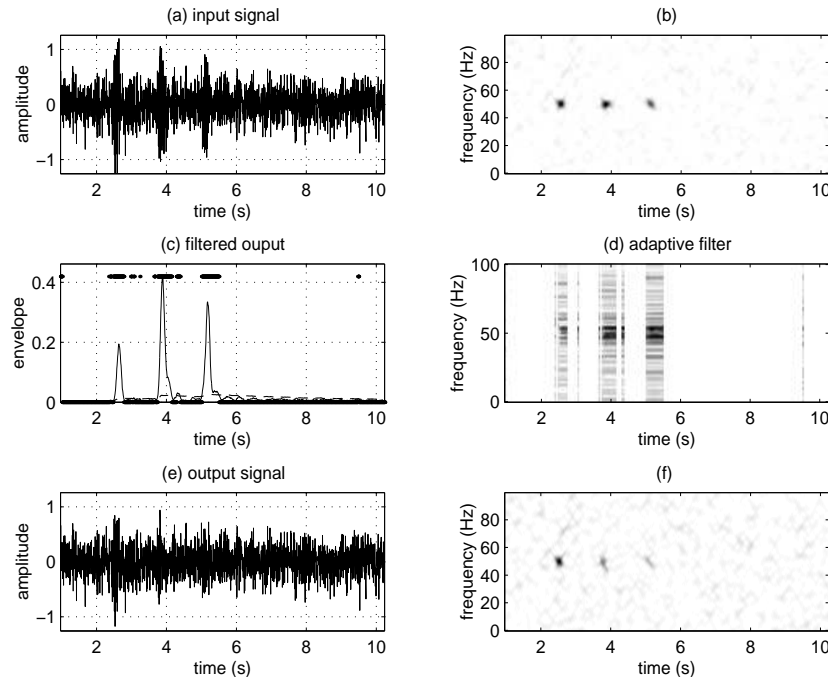 (a) input signal
1
0
−1
amplitude
2 4 6 8 10
time (s)
(b)
80
60
40
20
0
frequency (Hz)
2 4 6 8 10
time (s)
(c) filtered ouput
0.4
0.2
0
envelope
2 4 6 8 10
time (s)
(d) adaptive filter
100
50
0
frequency (Hz)
2 4 6 8 10
time (s)
(e) output signal
1
0
−1
amplitude
2 4 6 8 10
time (s)
(f)
80
60
40
20
0
frequency (Hz)
2 4 6 8 10
time (s)